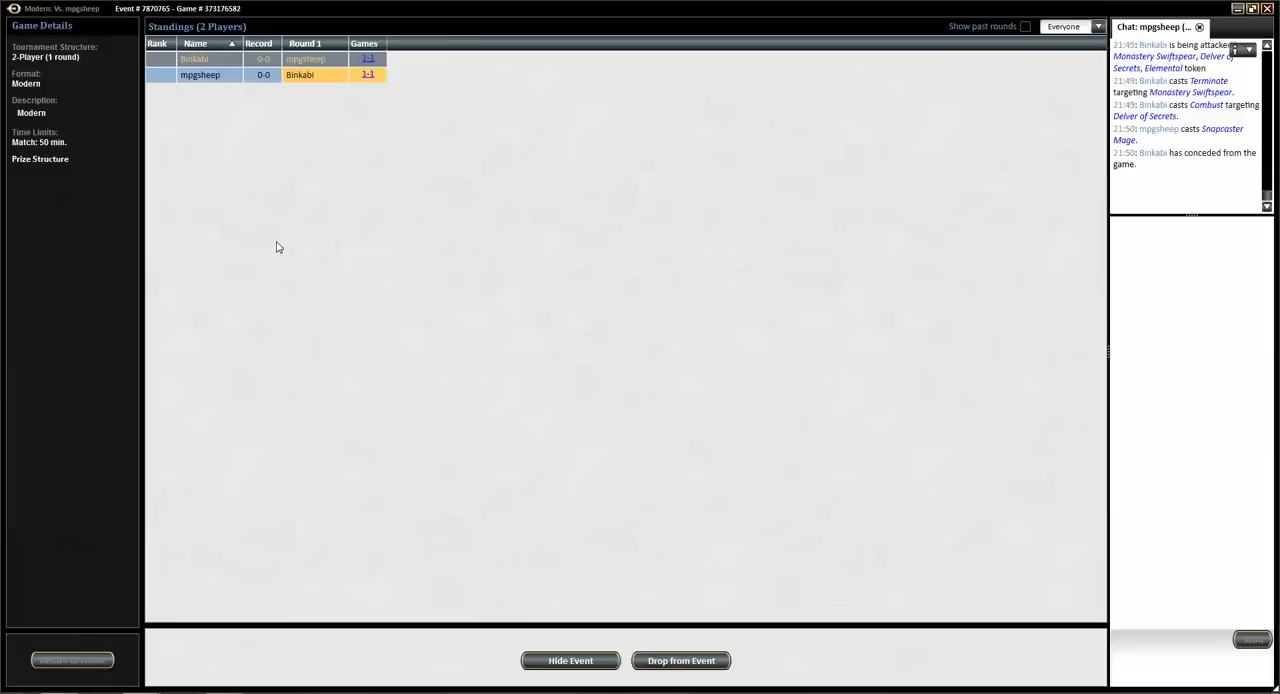 Modern: Vs. mpgsheep Event # 7870765 - Game # 373176582
Game Details
Tournament Structure:
2-Player (1 round)
Format:
Modern
Description:
Modern
Time Limits:
Match: 50 min.
Prize Structure
Standings (2 Players)
Show past rounds
Everyone
Rank Name Record Round 1 Games
Binkabi 0-0 mpgsheep 1-1
mpgsheep 0-0 Binkabi 1-1
Hide Event
Drop from Event
Chat: mpgsheep (...
21:49: Binkabi is being attacked
Monastery Swiftspear, Delver of
Secrets, Elemental token
21:49: Binkabi casts Terminate
targeting Monastery Swiftspear.
21:49: Binkabi casts Combust targeting
Delver of Secrets.
21:50: mpgsheep casts Snapcaster
Mage.
21:50: Binkabi has conceded from the
game.